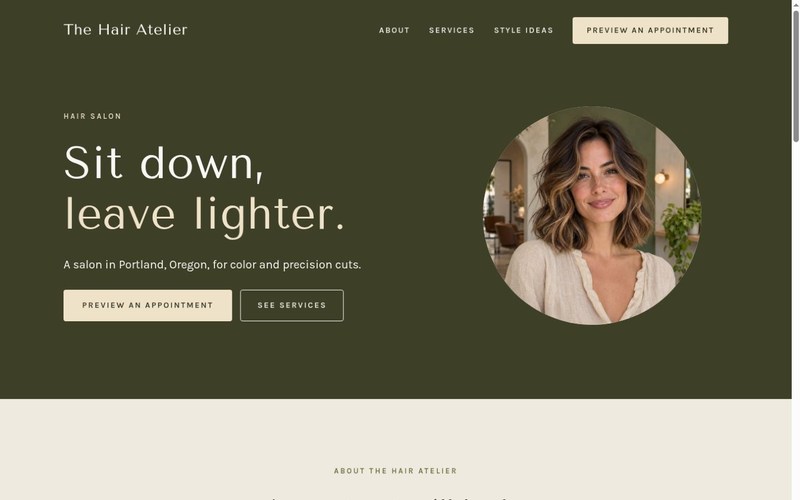 The Hair Atelier
ABOUT
SERVICES
STYLE IDEAS
PREVIEW AN APPOINTMENT
HAIR SALON
Sit down,
leave lighter.
A salon in Portland, Oregon, for color and precision cuts.
PREVIEW AN APPOINTMENT
SEE SERVICES
ABOUT THE HAIR ATELIER